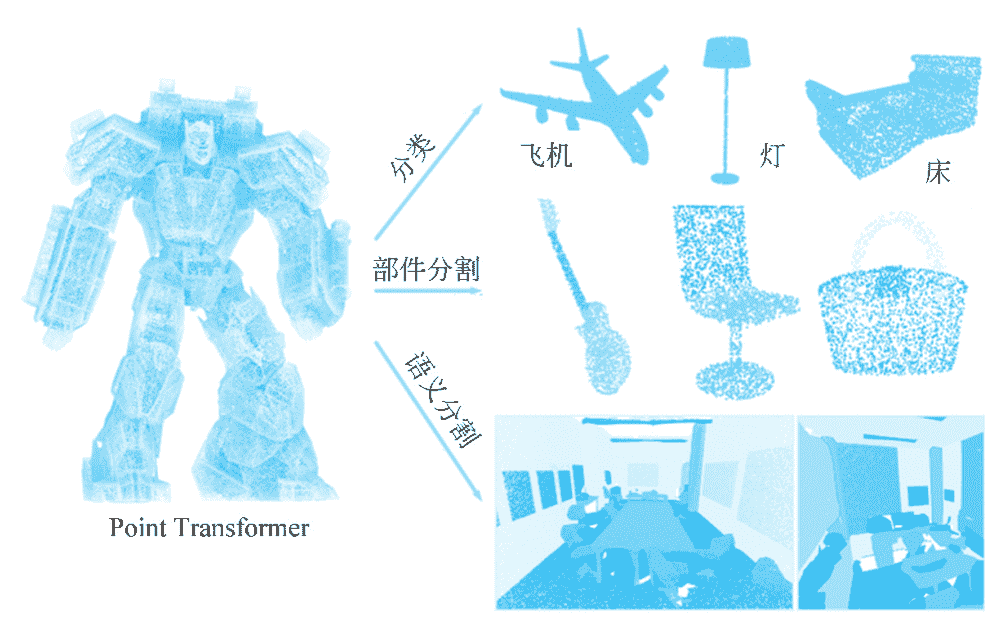 分类
飞机
灯
床
部件分割
语义分割
Point Transformer